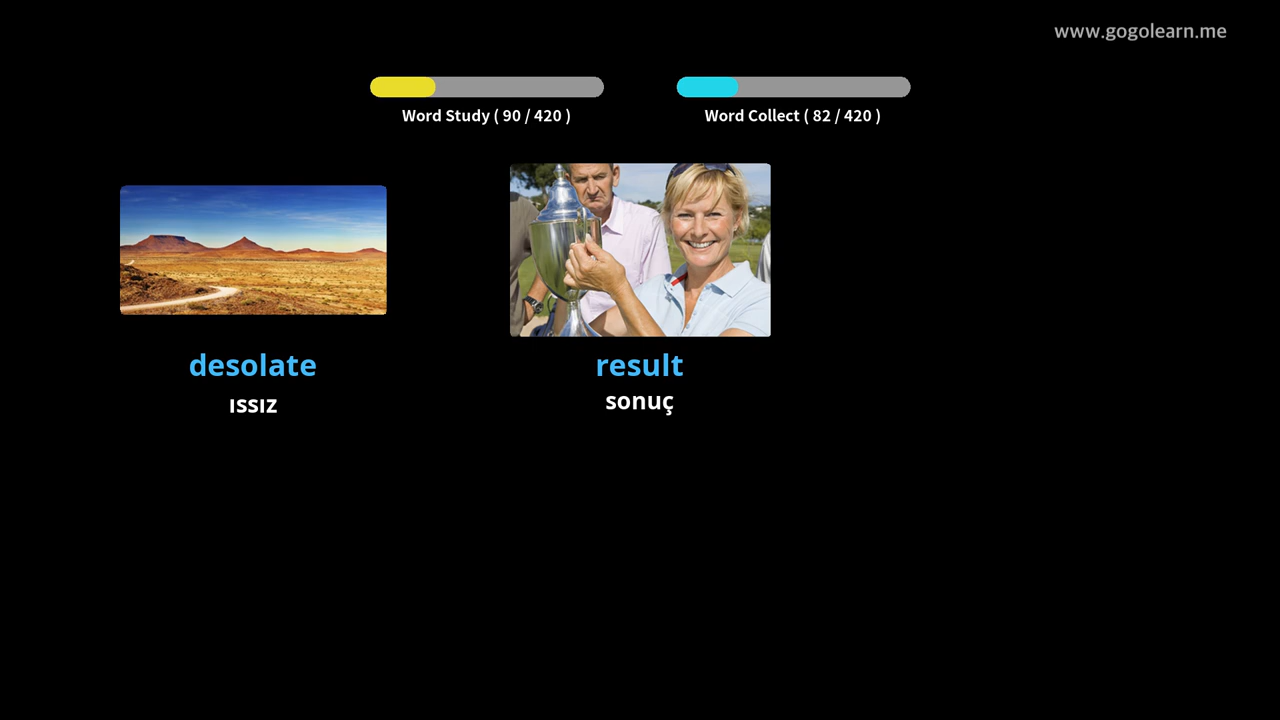 www.gogolearn.me
Word Study ( 90 / 420 )
Word Collect ( 82 / 420 )
desolate
ıssız
result
sonuç